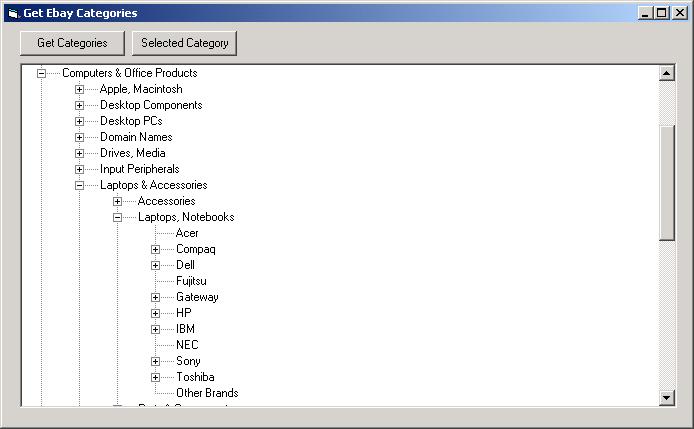 Get Ebay Categories
Get Categories Selected Category
Computers & Office Products
Apple, Macintosh
Desktop Components
Desktop PCs
Domain Names
Drives, Media
Input Peripherals
Laptops & Accessories
Accessories
Laptops, Notebooks
Acer
Compaq
Dell
Fujitsu
Gateway
HP
IBM
NEC
Sony
Toshiba
Other Brands